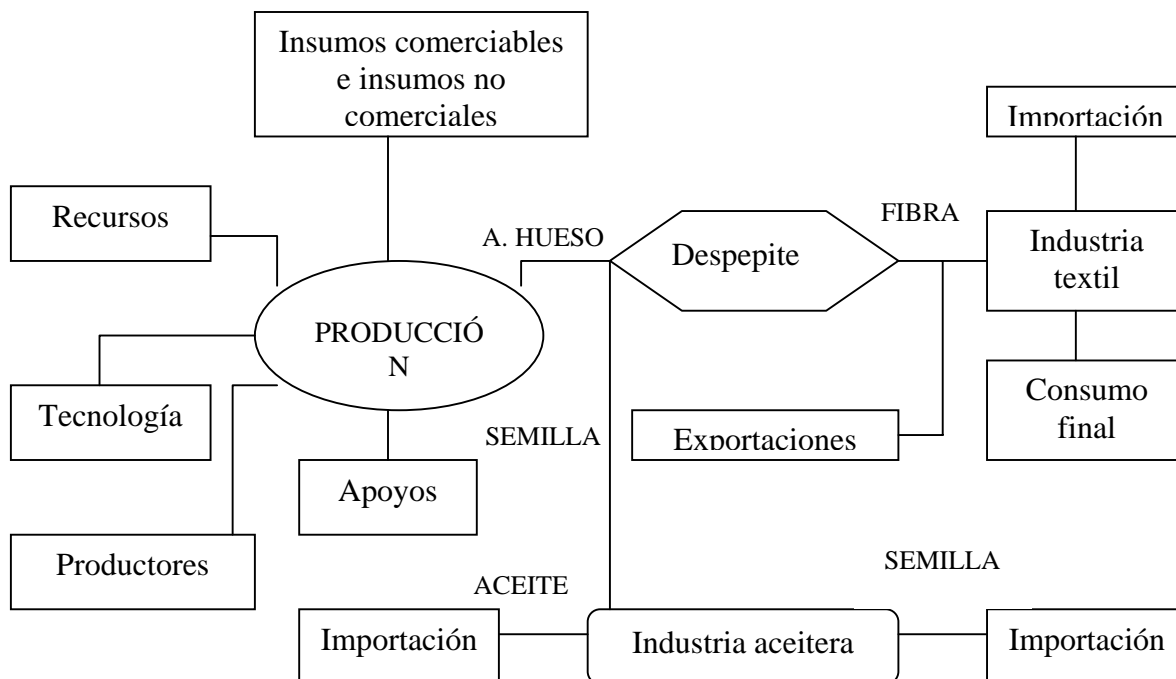 Insumos comerciables
e insumos no
comerciales
Importación
Recursos
FIBRA
A. HUESO
Despepite
Industria
textil
PRODUCCIÓ
N
Tecnología
Consumo
final
SEMILLA
Exportaciones
Apoyos
Productores
SEMILLA
ACEITE
Importación
Industria aceitera
Importación